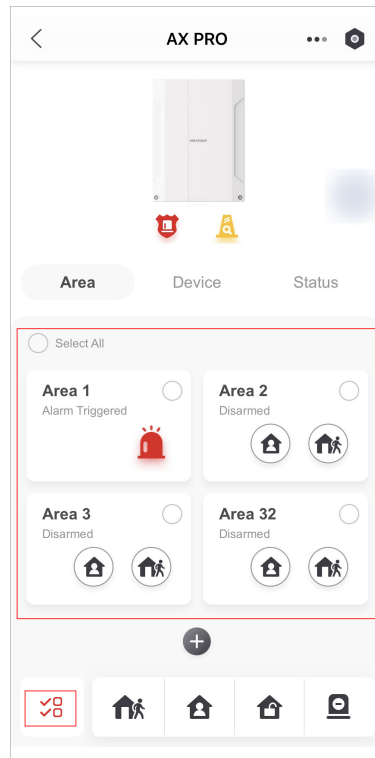 AX PRO
HIKVISION
Area Device Status
Select All
Area 1
Alarm Triggered
Area 2
Disarmed
Area 3
Disarmed
Area 32
Disarmed